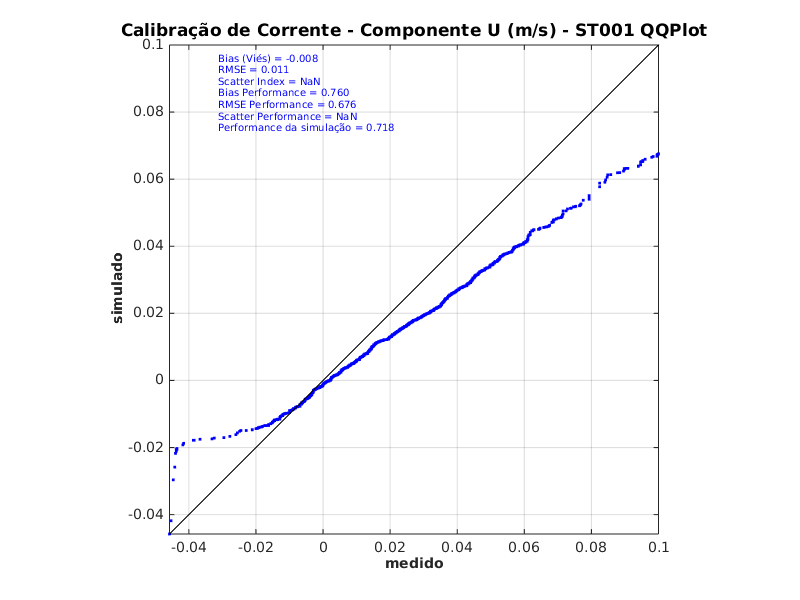 Calibração de Corrente - Componente U (m/s) - ST001 QQPlot
Bias (Viés) = -0.008
RMSE = 0.011
Scatter Index = NaN
Bias Performance = 0.760
RMSE Performance = 0.676
Scatter Performance = NaN
Performance da simulação = 0.718
0.1
0.08
0.06
0.04
0.02
0
-0.02
-0.04
simulado
-0.04 -0.02 0 0.02 0.04 0.06 0.08 0.1
medido